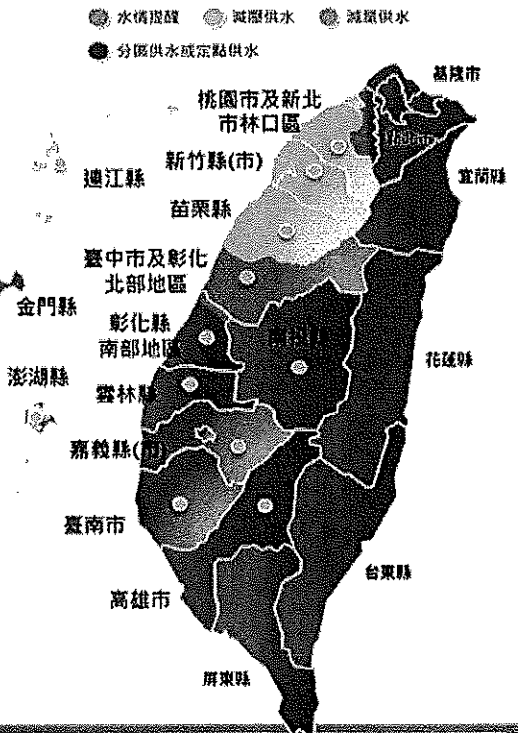 水情提醒 減壓供水 減量供水
分區供水或定點供水
基隆市
桃園市及新北
市林口區
新竹縣(市)
連江縣
宜蘭縣
苗栗縣
臺中市及彰化
北部地區
金門縣
彰化縣
南部地區
南投縣
花蓮縣
澎湖縣
雲林縣
嘉義縣(市)
臺南市
台東縣
高雄市
屏東縣